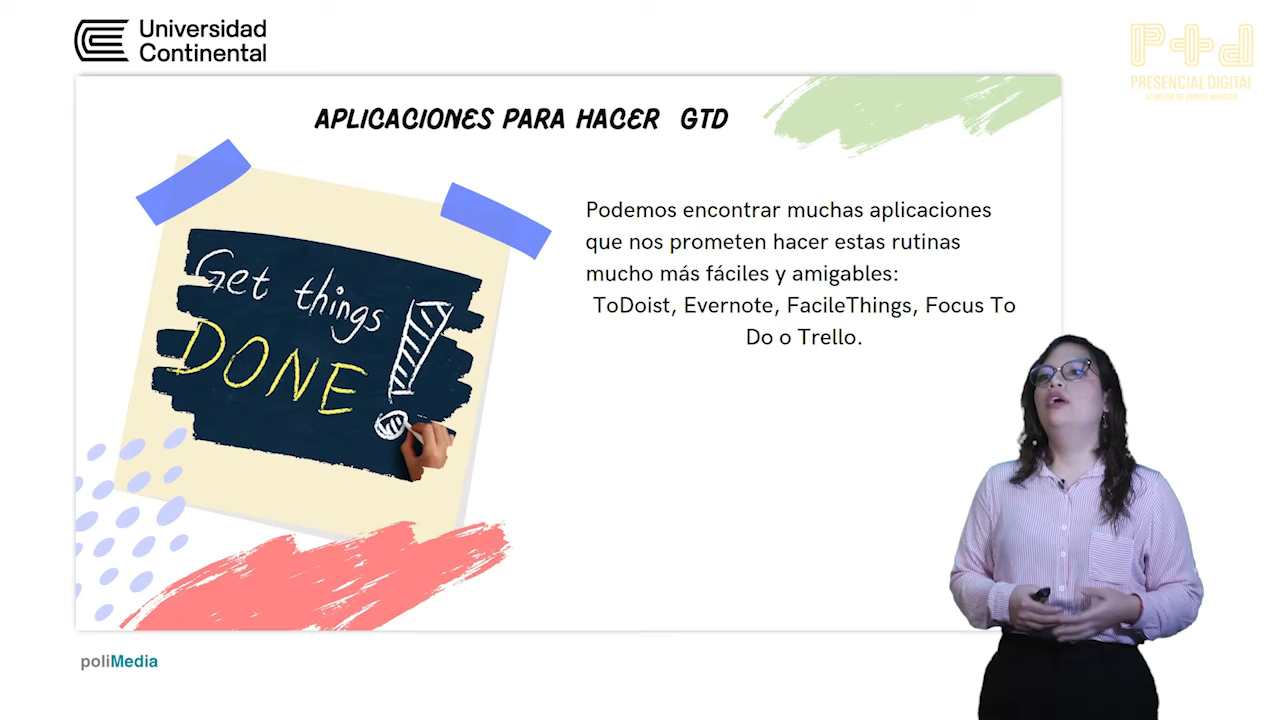 Universidad
Continental
P+d
PRESENCIAL DIGITAL
APLICACIONES PARA HACER GTD
Get things
DONE!
Podemos encontrar muchas aplicaciones
que nos prometen hacer estas rutinas
mucho más fáciles y amigables:
ToDoist, Evernote, FacileThings, Focus To
Do o Trello.
poliMedia